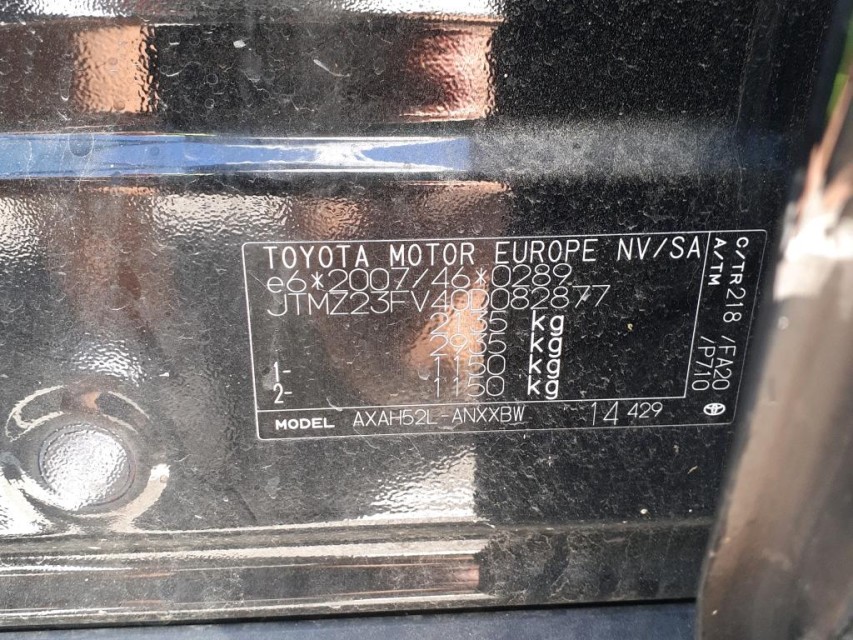 TOYOTA MOTOR EUROPE NV/SA
e6*2007/46*0289
JTMZ23FV40D082877
2135 kg
2935 kg
1- 1150 kg
2- 1150 kg
MODEL AXAH52L-ANXXBW 14 429
C/TR 218 /FA20
A/TM /P710